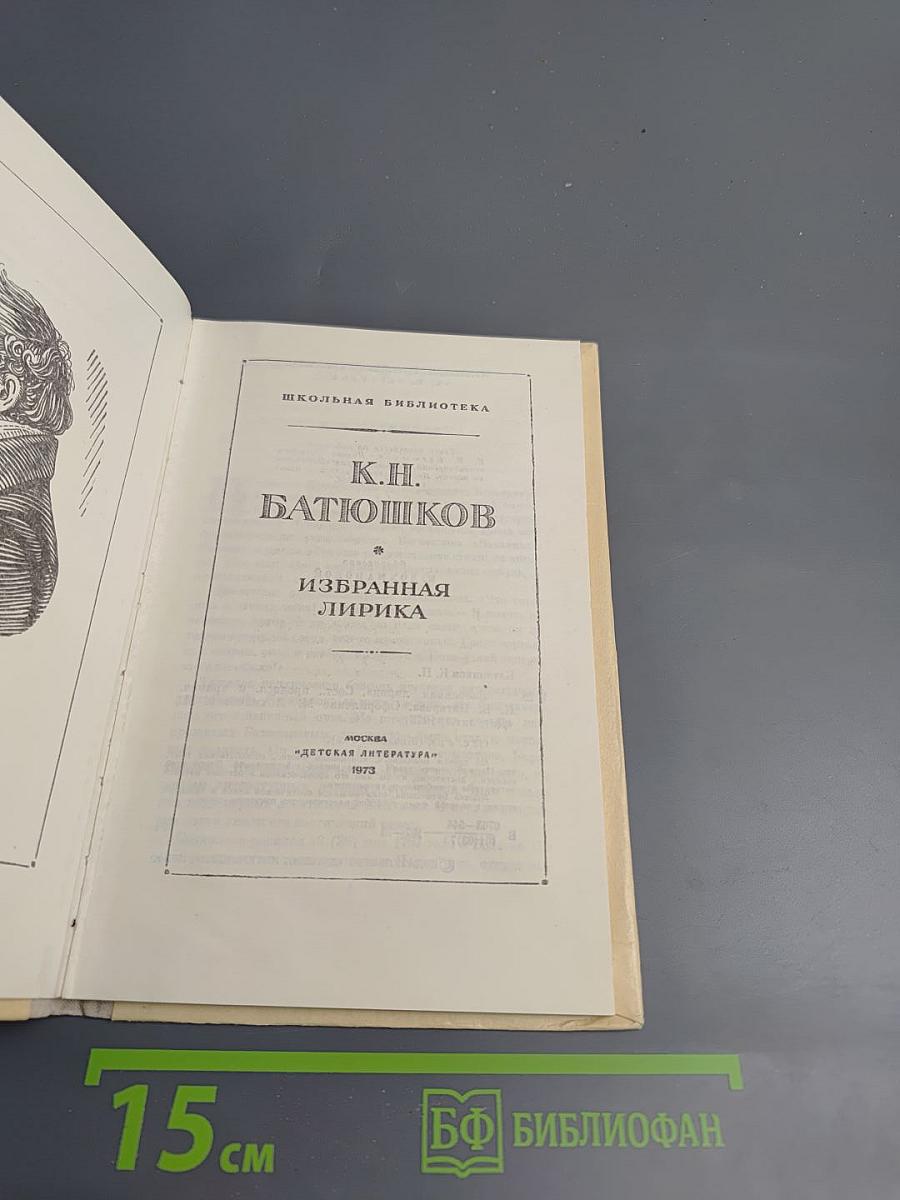 ШКОЛЬНАЯ БИБЛИОТЕКА
К.Н.
БАТЮШКОВ
ИЗБРАННАЯ
ЛИРИКА
МОСКВА
"ДЕТСКАЯ ЛИТЕРАТУРА"
1973
15 см
БФ БИБЛИОФАН